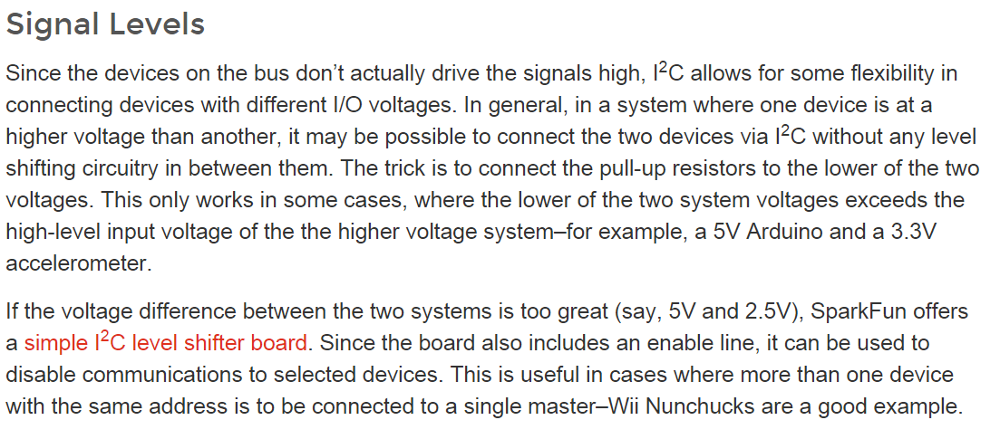 Signal Levels
Since the devices on the bus don’t actually drive the signals high, I²C allows for some flexibility in
connecting devices with different I/O voltages. In general, in a system where one device is at a
higher voltage than another, it may be possible to connect the two devices via I²C without any level
shifting circuitry in between them. The trick is to connect the pull-up resistors to the lower of the two
voltages. This only works in some cases, where the lower of the two system voltages exceeds the
high-level input voltage of the the higher voltage system–for example, a 5V Arduino and a 3.3V
accelerometer.
If the voltage difference between the two systems is too great (say, 5V and 2.5V), SparkFun offers
a simple I²C level shifter board. Since the board also includes an enable line, it can be used to
disable communications to selected devices. This is useful in cases where more than one device
with the same address is to be connected to a single master–Wii Nunchucks are a good example.